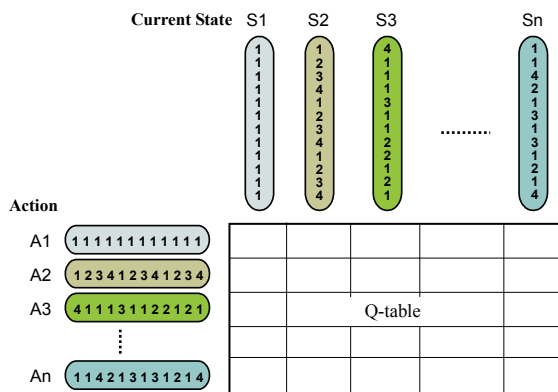 Current State S1 S2 S3 Sn
1 1 4 1
1 2 1 1
1 3 1 4
1 4 1 2
1 1 3 1
1 2 1 3
1 3 1 1
1 4 2 3
1 1 2 1
1 2 1 2
1 3 2 1
1 4 1 4
Action
A1 1 1 1 1 1 1 1 1 1 1 1 1
A2 1 2 3 4 1 2 3 4 1 2 3 4
A3 4 1 1 1 3 1 1 2 2 1 2 1
Q-table
An 1 1 4 2 1 3 1 3 1 2 1 4